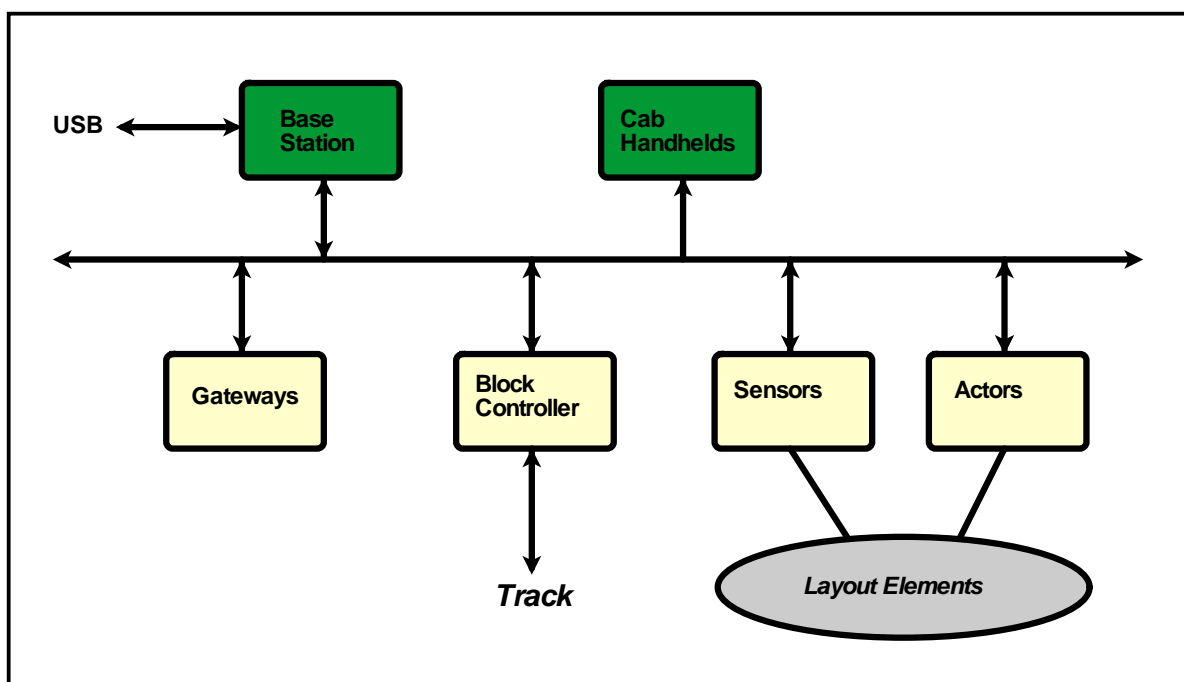 USB
Base
Station
Cab
Handhelds
Gateways
Block
Controller
Sensors
Actors
Track
Layout Elements